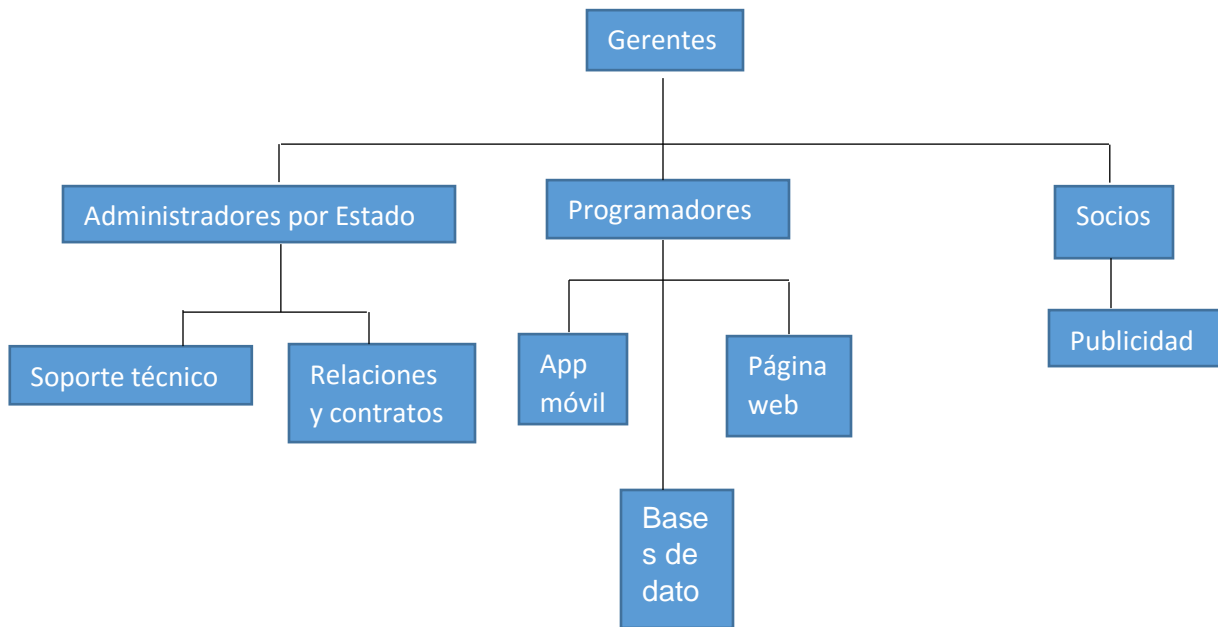 Gerentes
Administradores por Estado
Programadores
Socios
Soporte técnico
Relaciones
y contratos
App
móvil
Página
web
Publicidad
Base
s de
dato